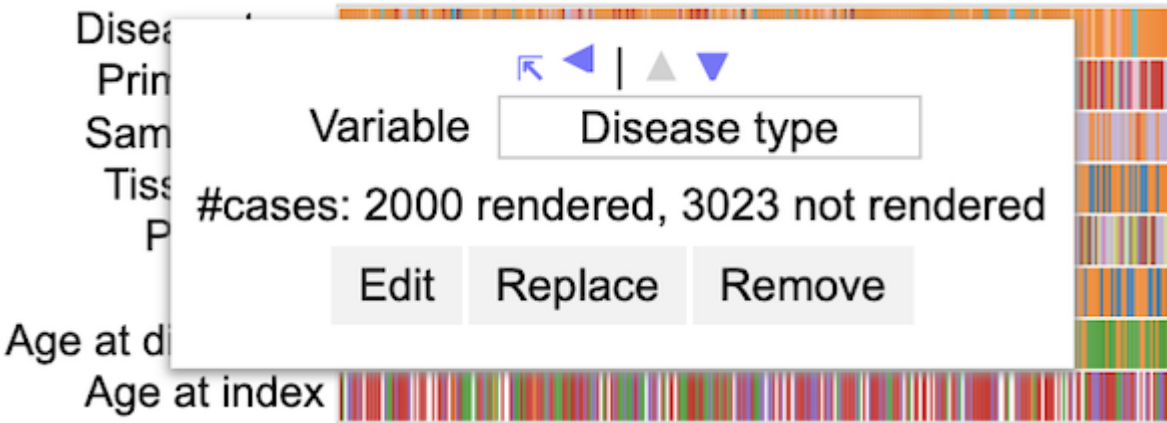 Disea
Prin
Variable Disease type
Sam
Tiss
#cases: 2000 rendered, 3023 not rendered
P
Edit Replace Remove
Age at di
Age at index